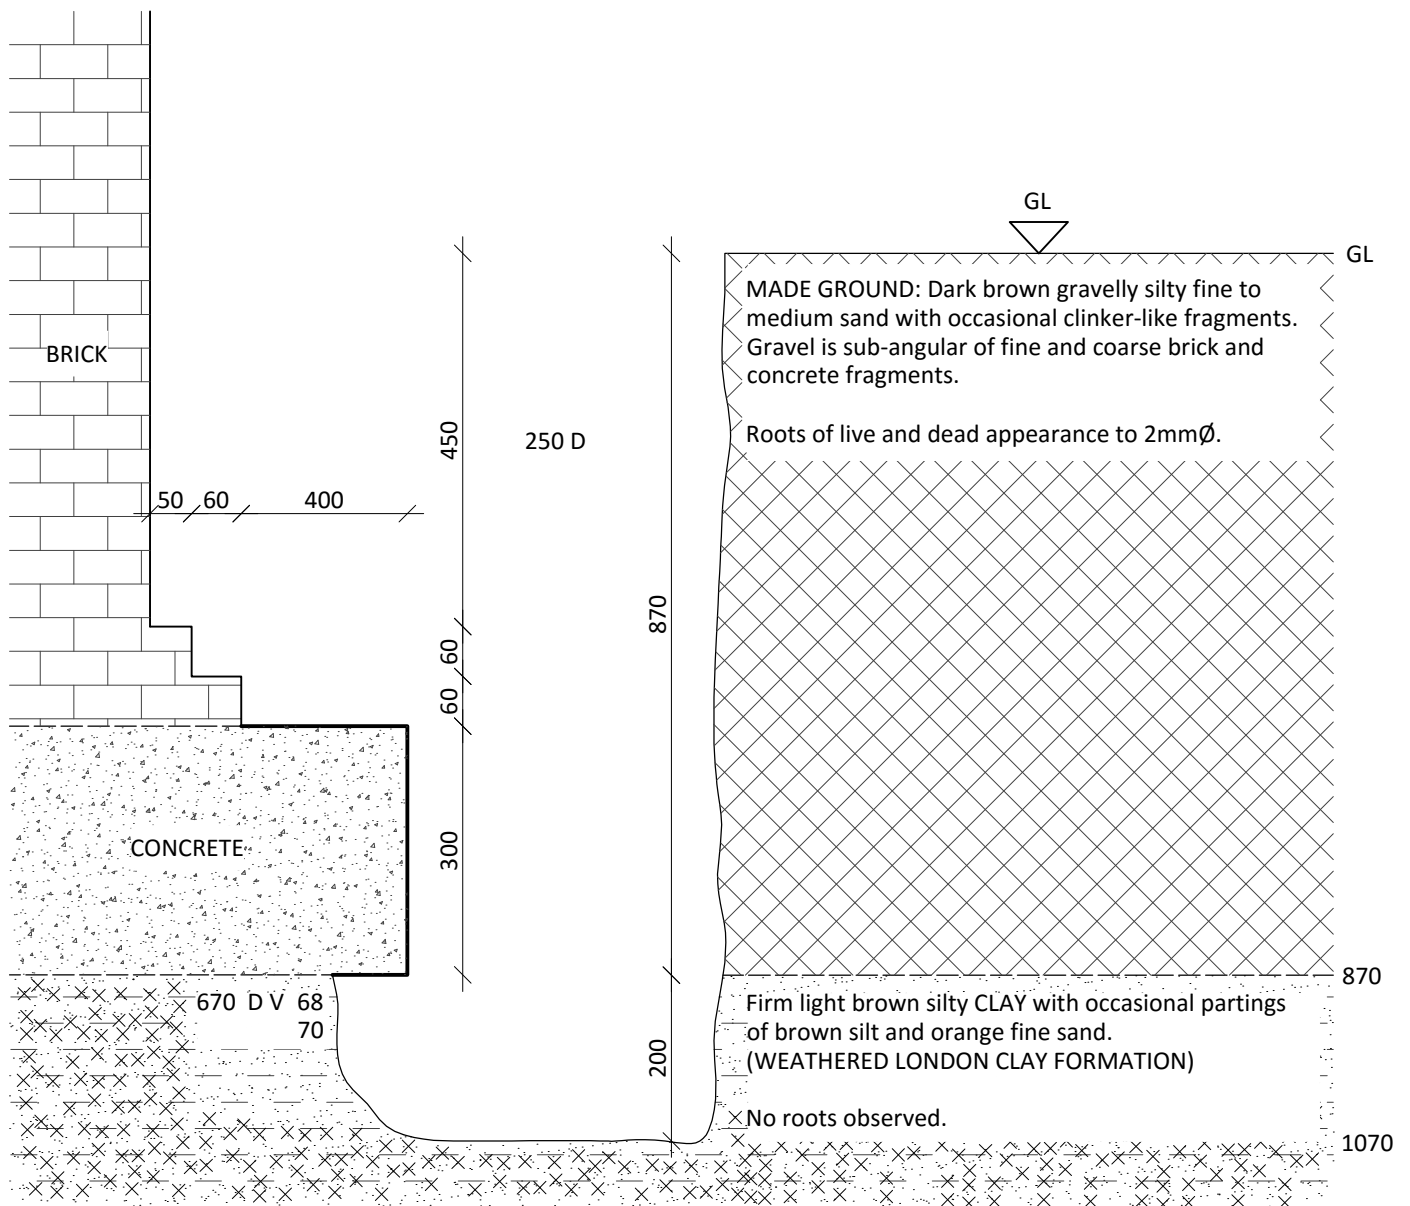 GL
GL
MADE GROUND: Dark brown gravelly silty fine to
medium sand with occasional clinker-like fragments.
Gravel is sub-angular of fine and coarse brick and
concrete fragments.
Roots of live and dead appearance to 2mmØ.
BRICK
450
250 D
50 60 400
870
60
60
CONCRETE
300
870
670 D V 68
70
200
Firm light brown silty CLAY with occasional partings
of brown silt and orange fine sand.
(WEATHERED LONDON CLAY FORMATION)
No roots observed.
1070